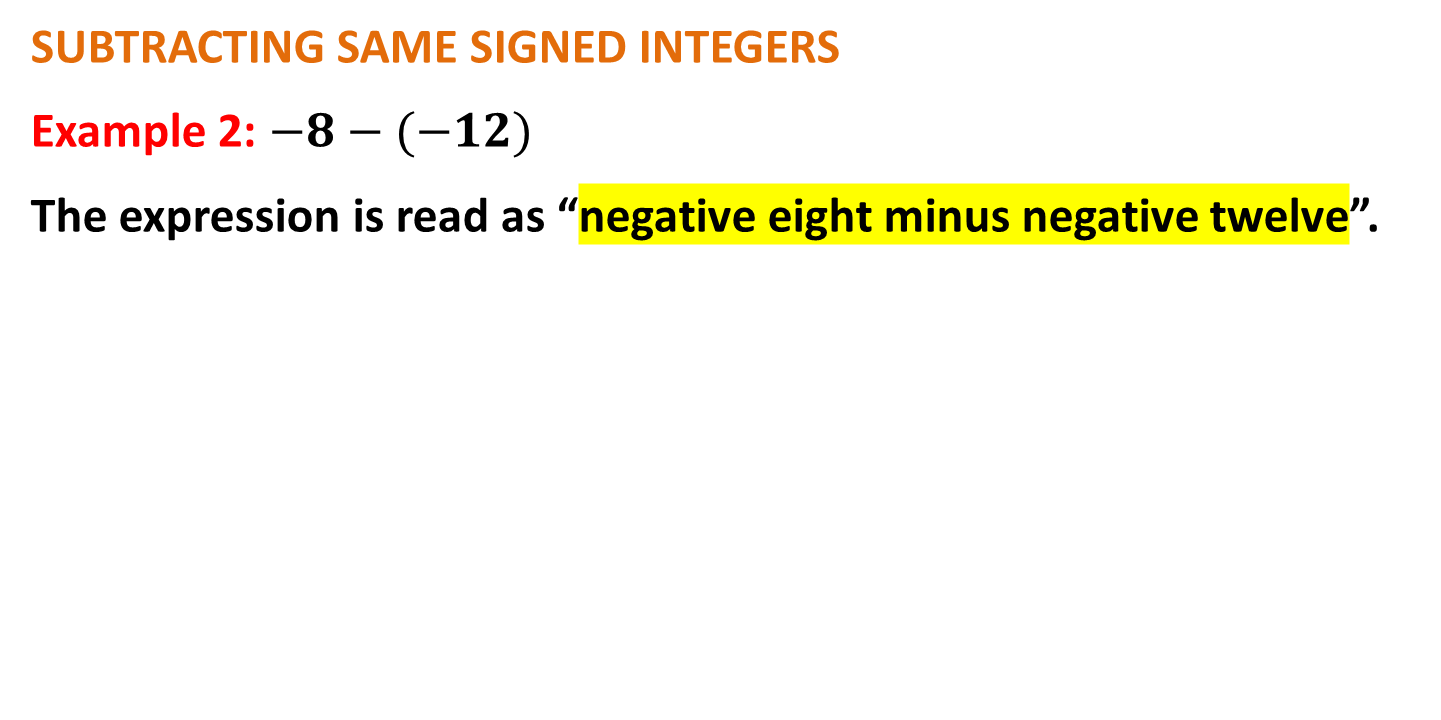 SUBTRACTING SAME SIGNED INTEGERS
Example 2: −8 − (−12)
The expression is read as “negative eight minus negative twelve”.